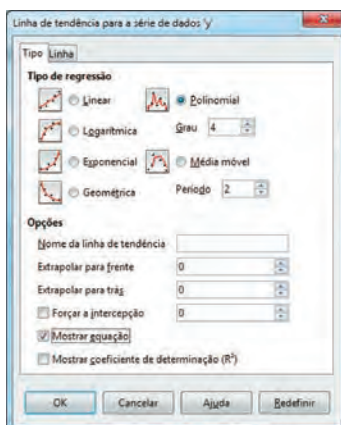 Linha de tendência para a série de dados 'y'
Tipo Linha
Tipo de regressão
Linear
Polinomial
Logarítmica
Grau 4
Exponencial
Média móvel
Geométrica
Período 2
Opções
Nome da linha de tendência
Extrapolar para frente 0
Extrapolar para trás 0
Forçar a intercepção 0
Mostrar equação
Mostrar coeficiente de determinação (R²)
OK Cancelar Ajuda Redefinir